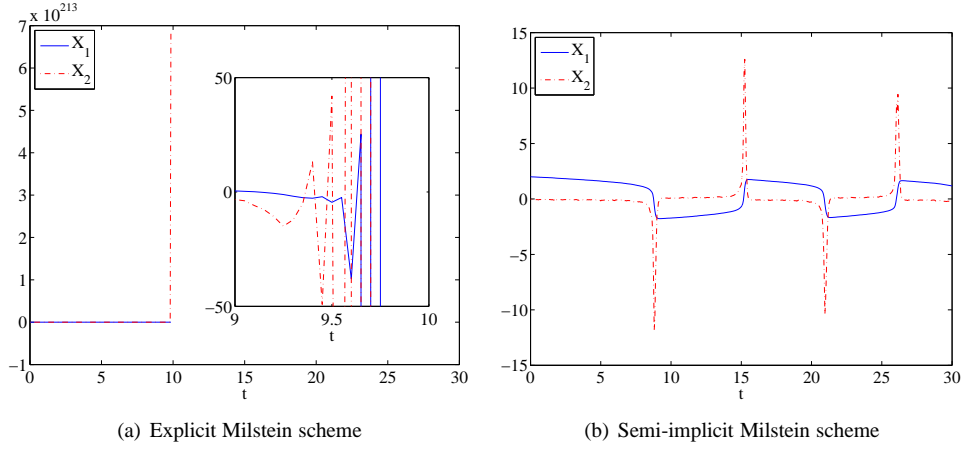 x 10^213
7
6
5
4
3
2
1
0
−1
0 5 10 15 20 25 30
t
X_1
X_2
50
0
−50
9 9.5 10
t
(a) Explicit Milstein scheme
15
10
5
0
−5
−10
−15
0 5 10 15 20 25 30
t
X_1
X_2
(b) Semi-implicit Milstein scheme